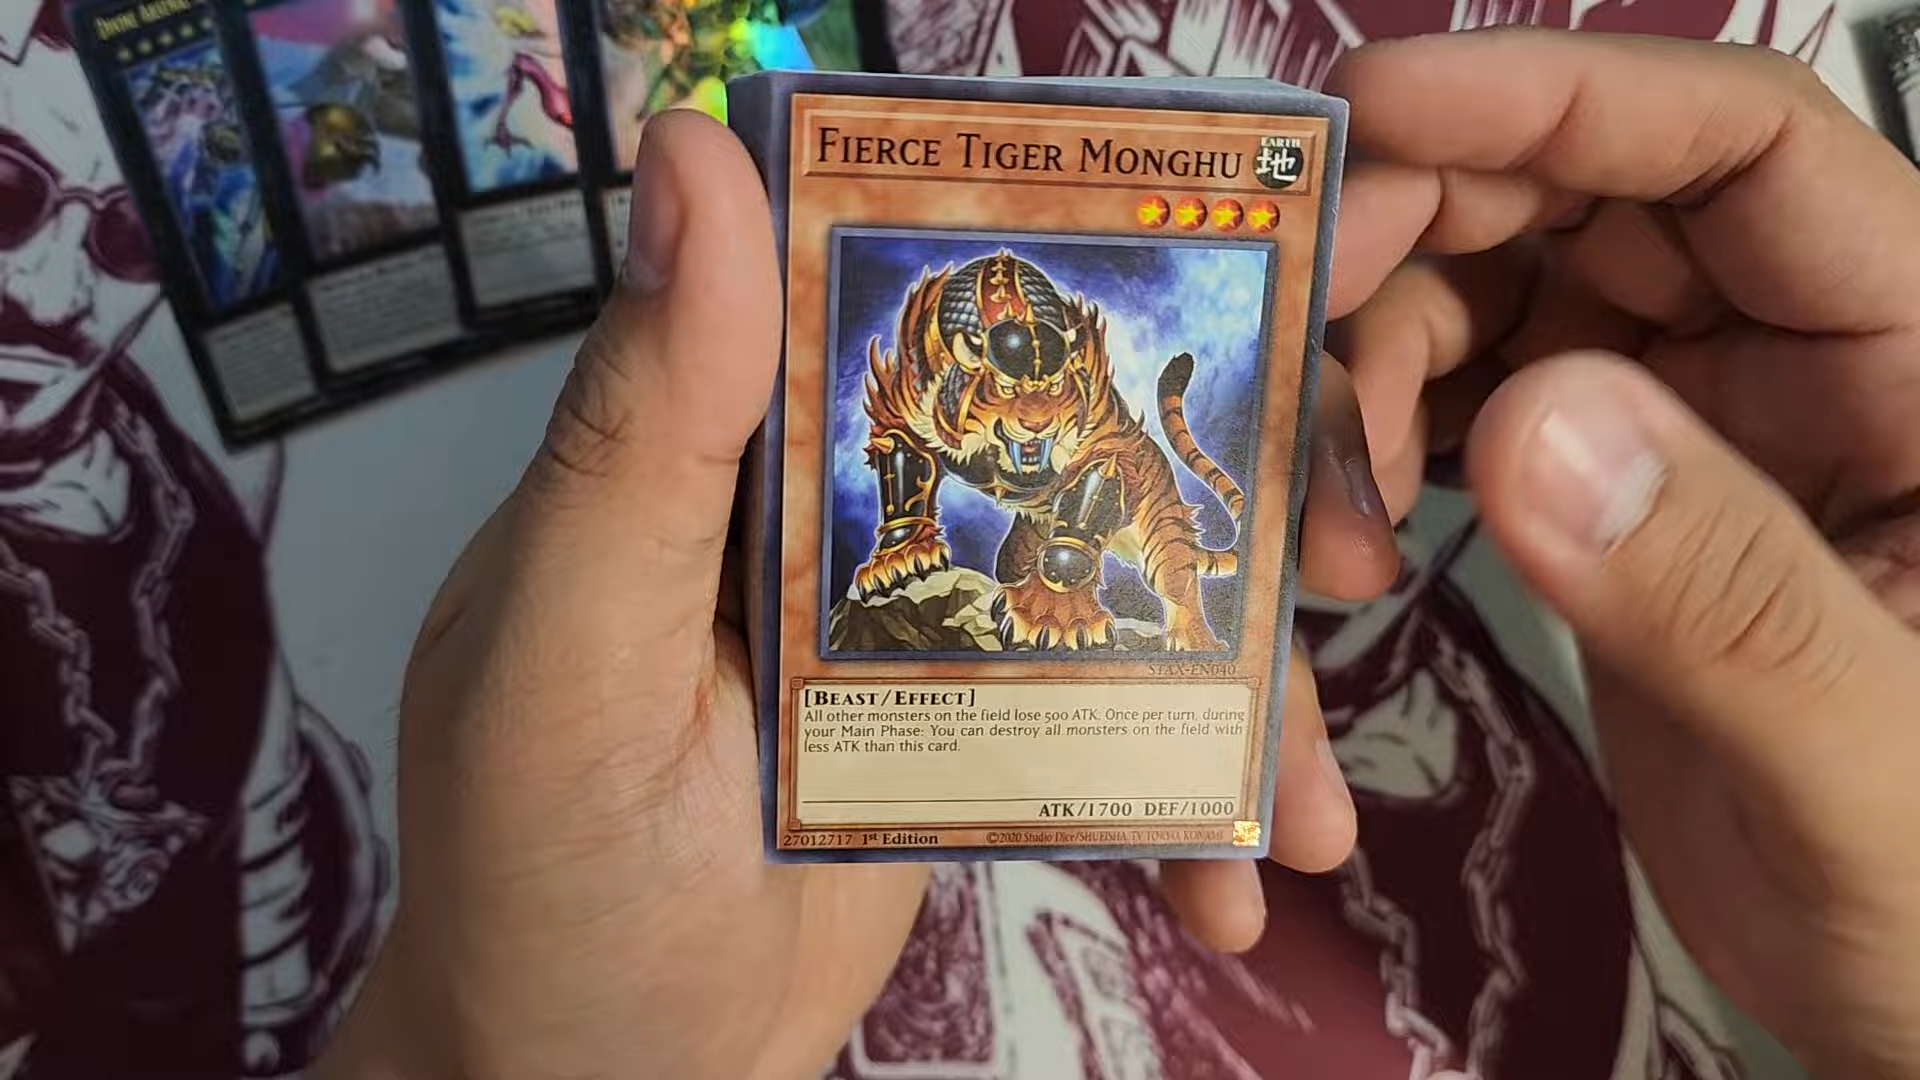 DIVINE ARSENAL
FIERCE TIGER MONGHU
EARTH
地
STAX-EN040
[BEAST/EFFECT]
All other monsters on the field lose 500 ATK. Once per turn, during
your Main Phase: You can destroy all monsters on the field with
less ATK than this card.
ATK/1700 DEF/1000
27012717 1st Edition
©2020 Studio Dice/SHUEISHA, TV TOKYO, KONAMI